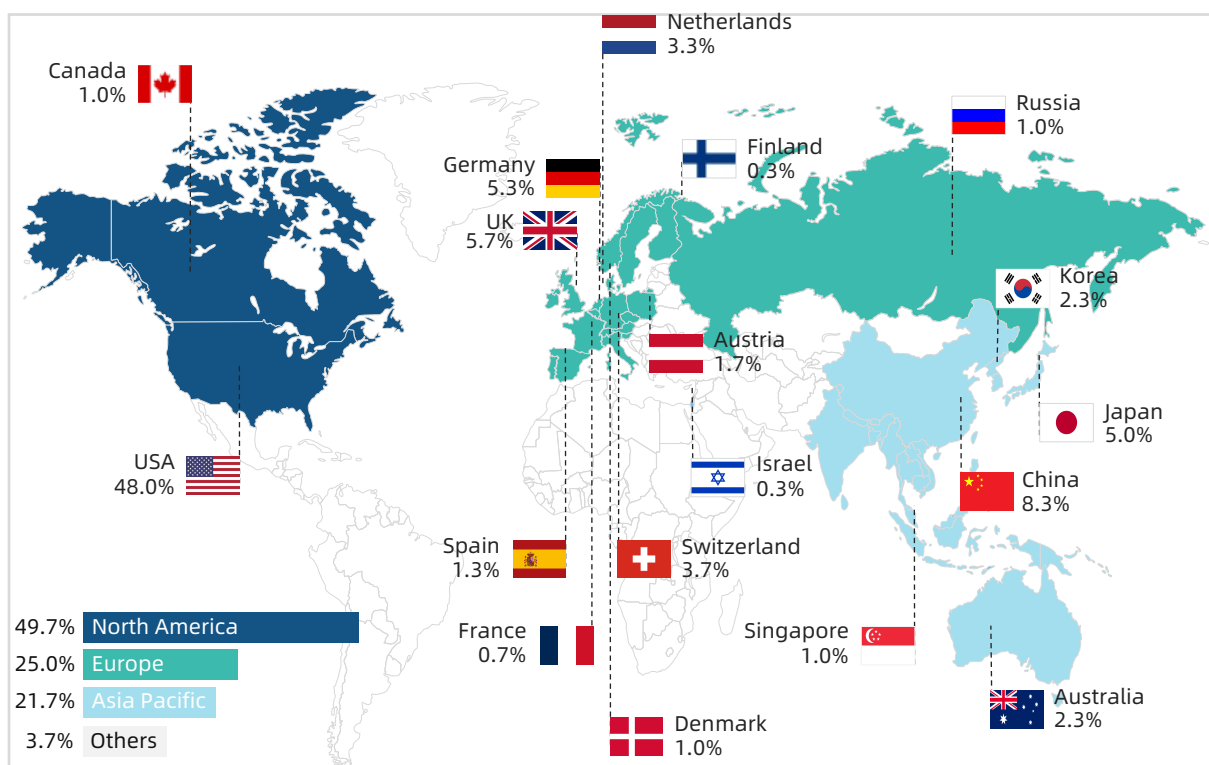 Netherlands
3.3%
Canada
1.0%
Russia
1.0%
Finland
0.3%
Germany
5.3%
UK
5.7%
Korea
2.3%
Austria
1.7%
Japan
5.0%
USA
48.0%
Israel
0.3%
China
8.3%
Spain
1.3%
Switzerland
3.7%
France
0.7%
Singapore
1.0%
Australia
2.3%
Denmark
1.0%
49.7% North America
25.0% Europe
21.7% Asia Pacific
3.7% Others